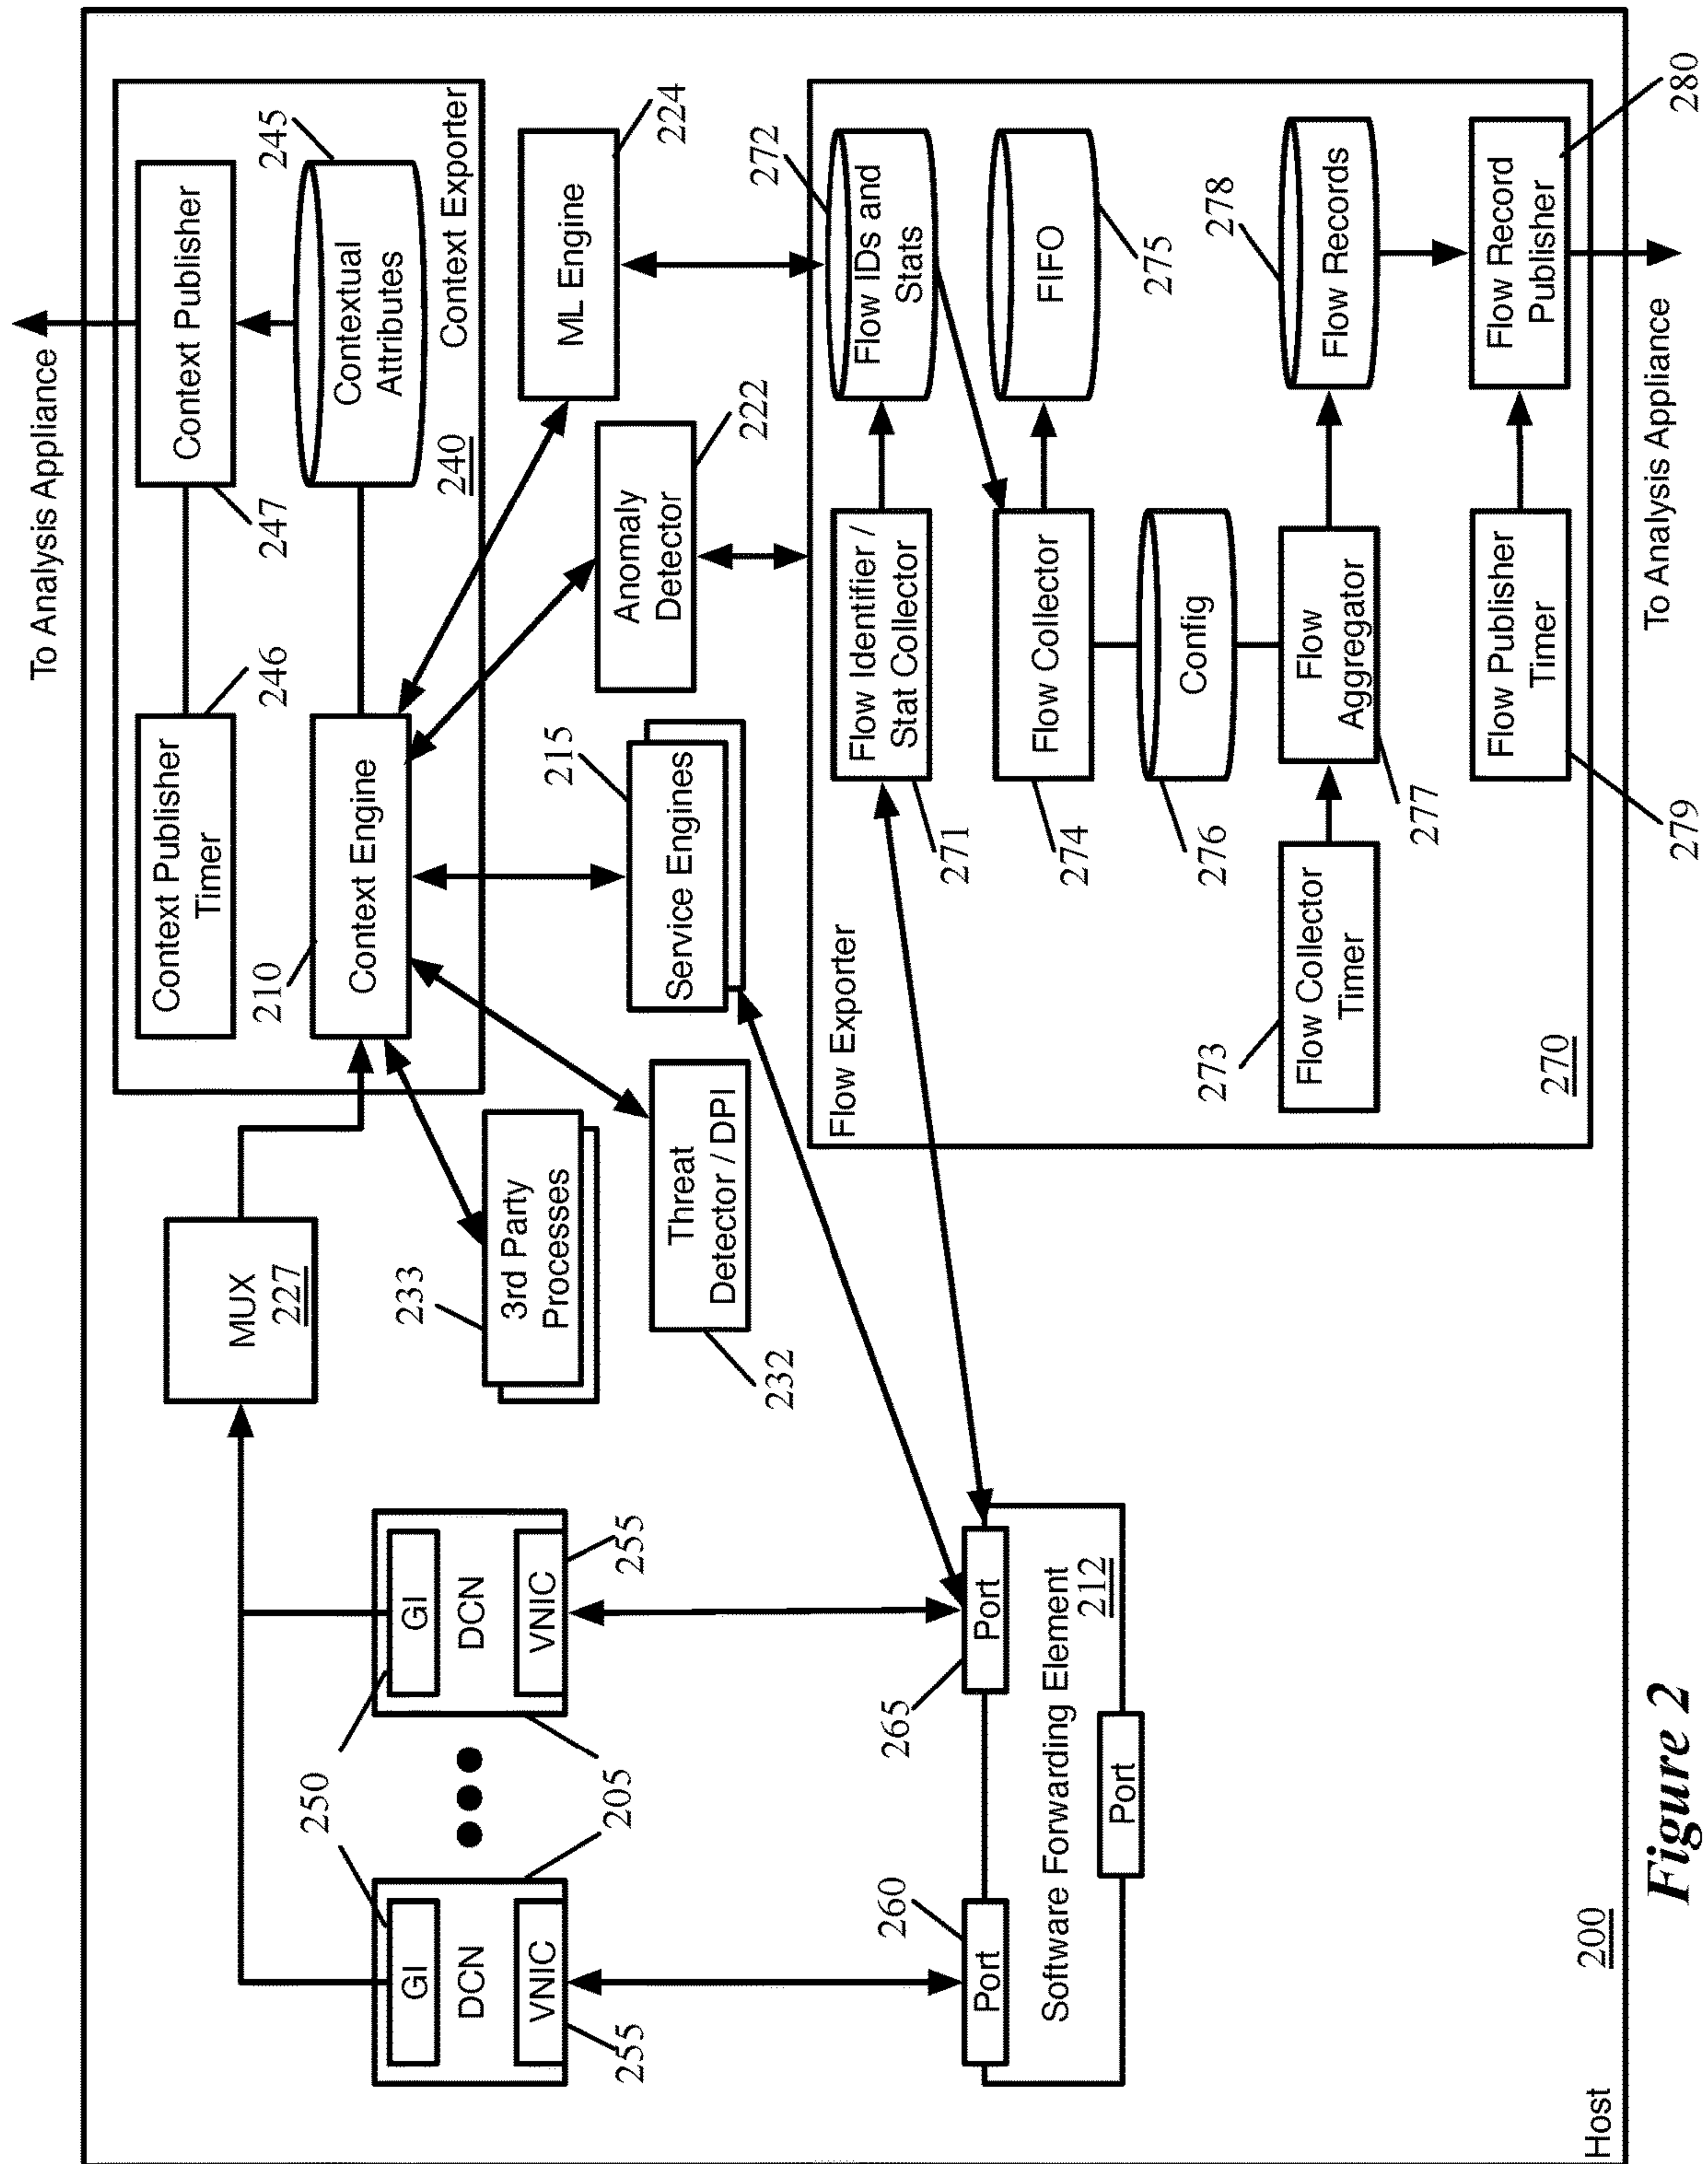 To Analysis Appliance
Context Publisher
Timer
246
Context Publisher
247
245
210
Context Engine
Contextual
Attributes
240
Context Exporter
MUX
227
250
GI
DCN
VNIC
255
GI
DCN
VNIC
255
205
233
3rd Party
Processes
Threat
Detector / DPI
232
215
Service Engines
Anomaly
Detector
222
ML Engine
224
Flow Exporter
Flow Identifier /
Stat Collector
271
272
Flow IDs and
Stats
Flow Collector
274
FIFO
275
276
Config
273
Flow Collector
Timer
Flow
Aggregator
277
278
Flow Records
270
Flow Publisher
Timer
279
Flow Record
Publisher
280
260
Port
265
Port
Software Forwarding Element
212
Port
Host
200
To Analysis Appliance
Figure 2